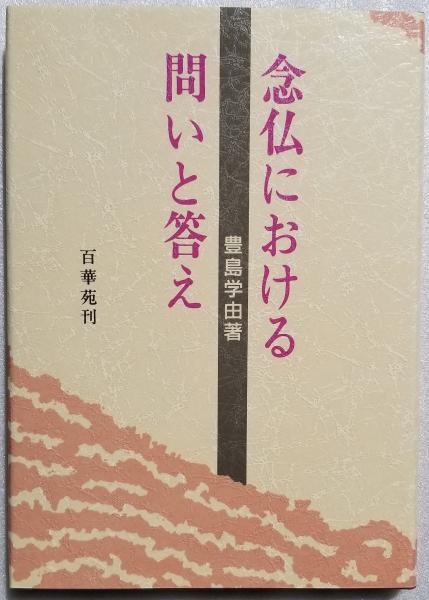 念仏における
問いと答え
豊島学由著
百華苑刊